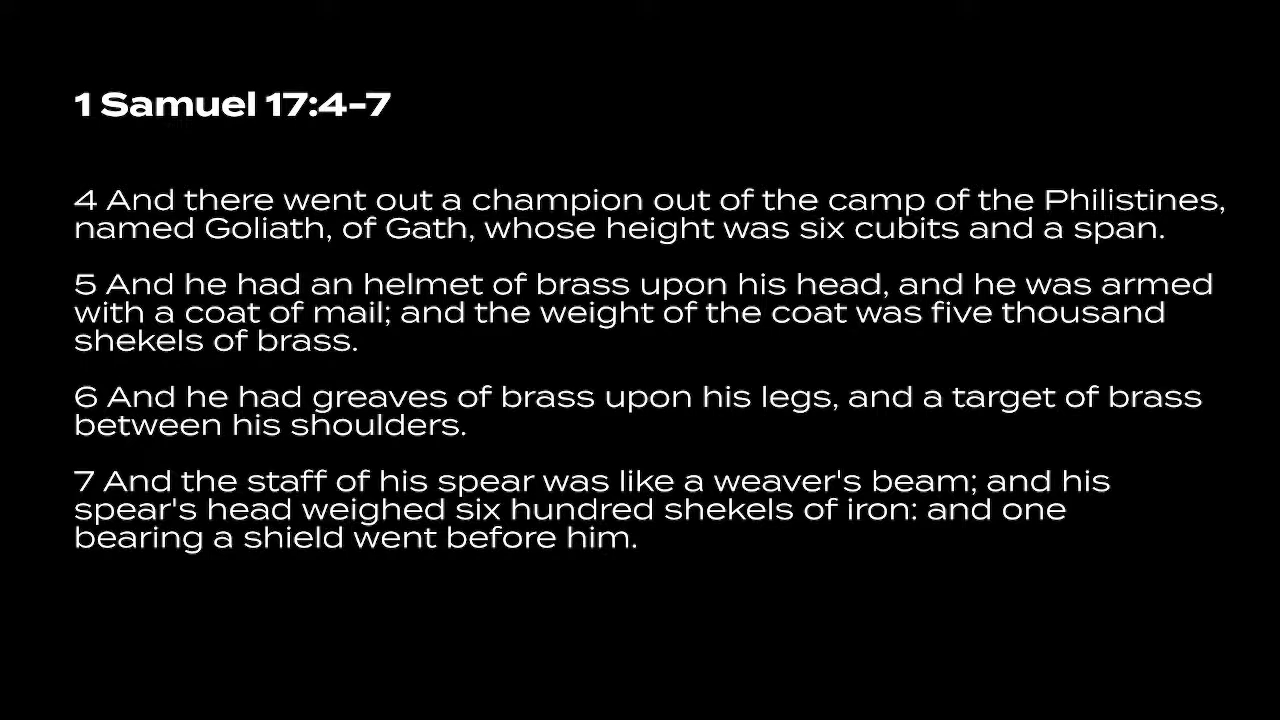 1 Samuel 17:4-7
4 And there went out a champion out of the camp of the Philistines,
named Goliath, of Gath, whose height was six cubits and a span.
5 And he had an helmet of brass upon his head, and he was armed
with a coat of mail; and the weight of the coat was five thousand
shekels of brass.
6 And he had greaves of brass upon his legs, and a target of brass
between his shoulders.
7 And the staff of his spear was like a weaver's beam; and his
spear's head weighed six hundred shekels of iron: and one
bearing a shield went before him.